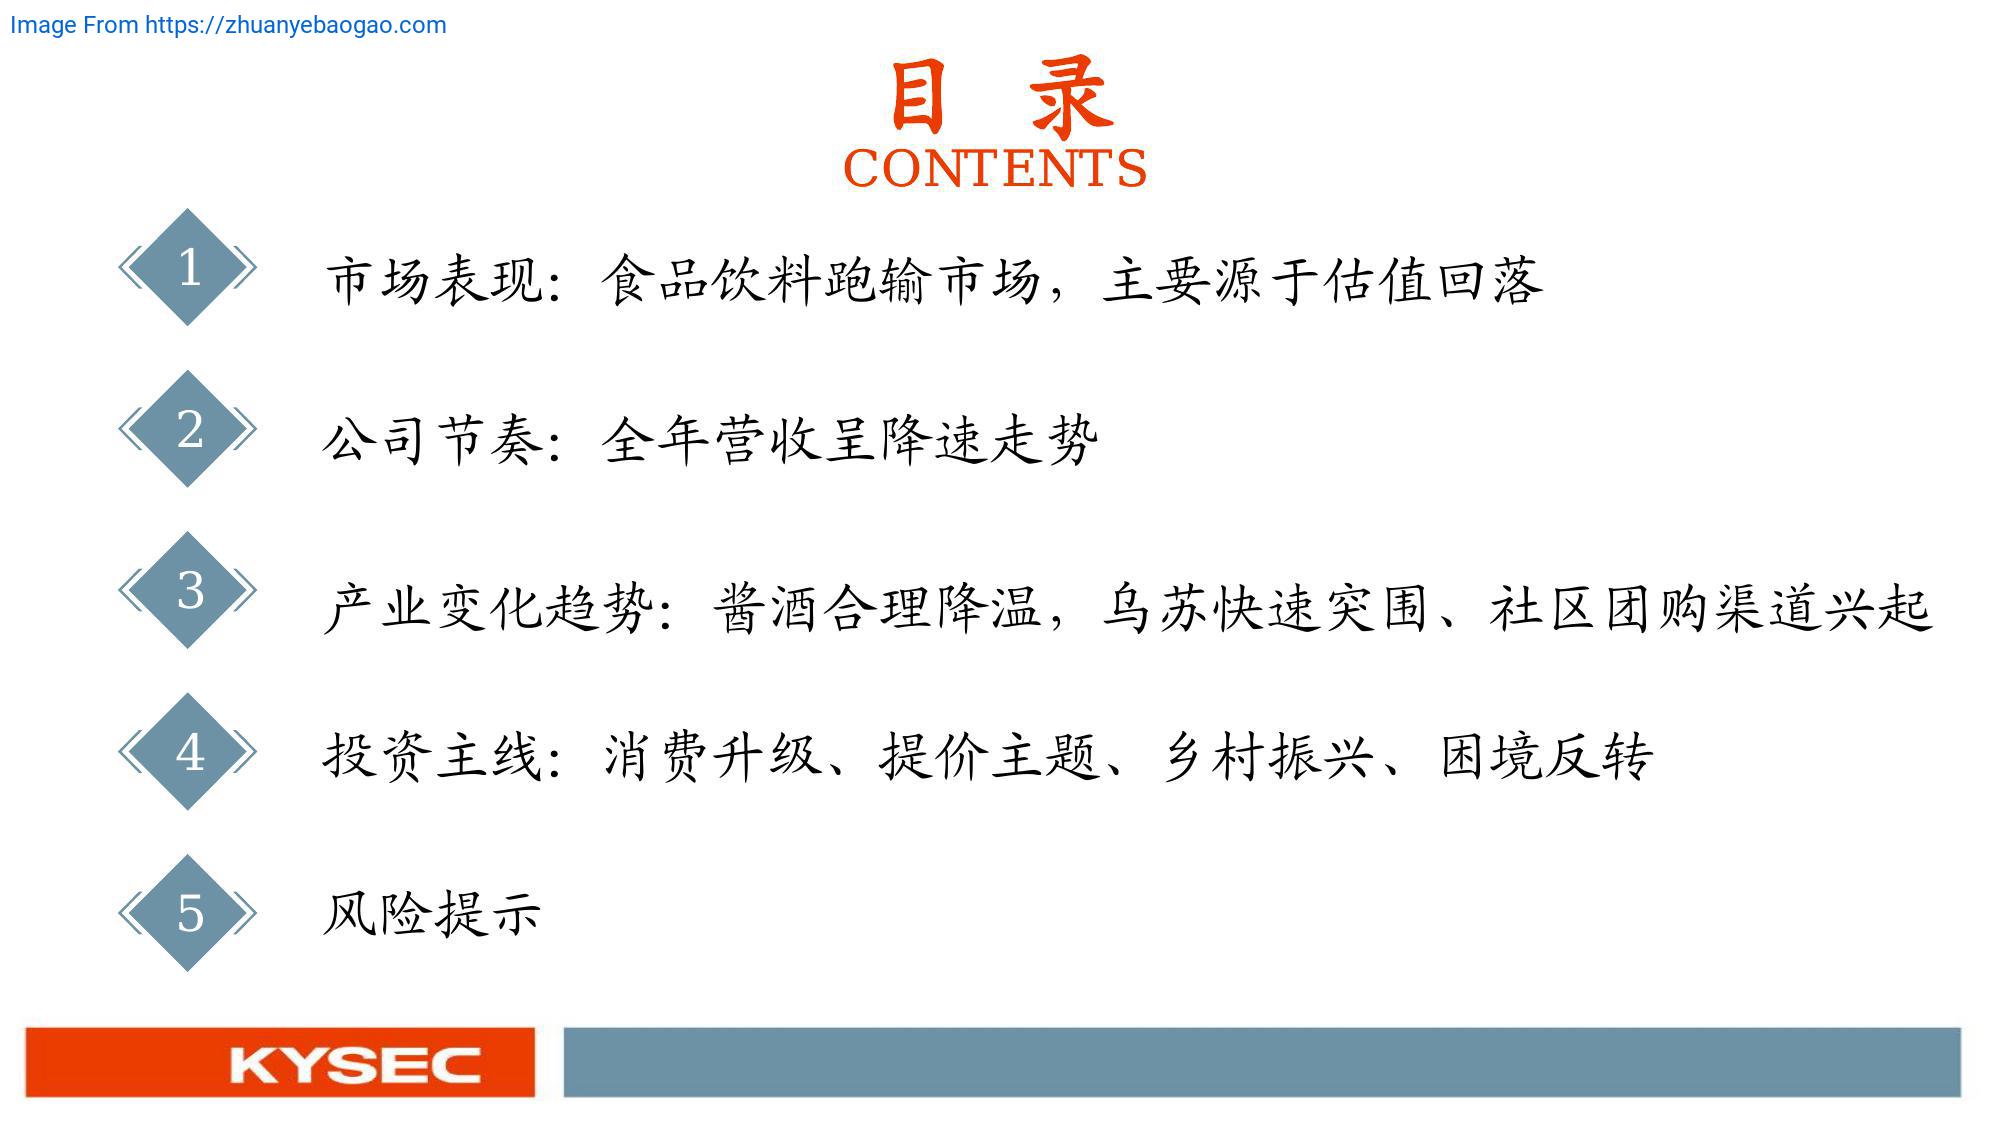 Image From https://zhuanyebaogao.com
目 录
CONTENTS
1 市场表现：食品饮料跑输市场，主要源于估值回落
2 公司节奏：全年营收呈降速走势
3 产业变化趋势：酱酒合理降温，乌苏快速突围、社区团购渠道兴起
4 投资主线：消费升级、提价主题、乡村振兴、困境反转
5 风险提示
KYSEC